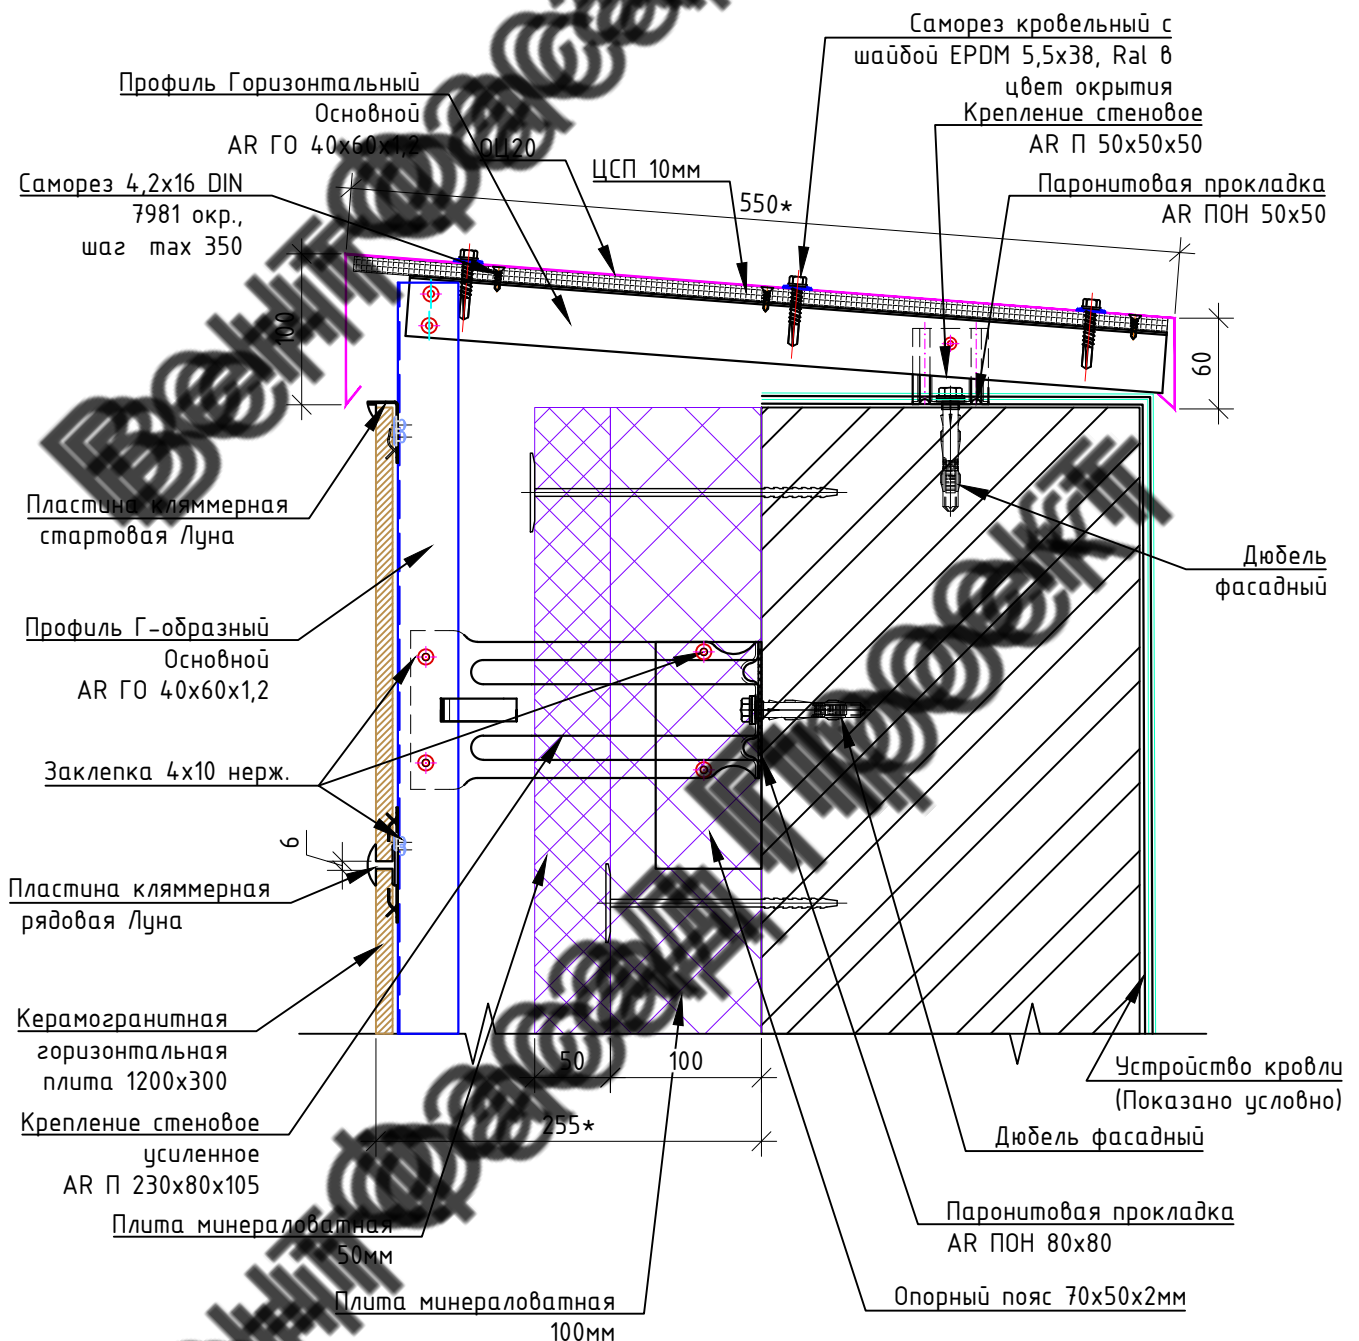 Саморез кровельный с
шайбой EPDM 5,5x38, Ral в
цвет окрытия
Профиль Горизонтальный
Основной
AR ГО 40x60x1,2
ОЦ20
ЦСП 10мм
Крепление стеновое
AR П 50x50x50
Саморез 4,2x16 DIN
7981 окр.,
шаг max 350
550*
Паронитовая прокладка
AR ПОН 50x50
100
60
Пластина кляммерная
стартовая Луна
Дюбель
фасадный
Профиль Г-образный
Основной
AR ГО 40x60x1,2
Заклепка 4x10 нерж.
6
Пластина кляммерная
рядовая Луна
Керамогранитная
горизонтальная
плита 1200x300
50
100
Устройство кровли
(Показано условно)
Крепление стеновое
усиленное
AR П 230x80x105
255*
Дюбель фасадный
Плита минераловатная
50мм
Паронитовая прокладка
AR ПОН 80x80
Плита минераловатная
100мм
Опорный пояс 70x50x2мм
ВентФасад Проект